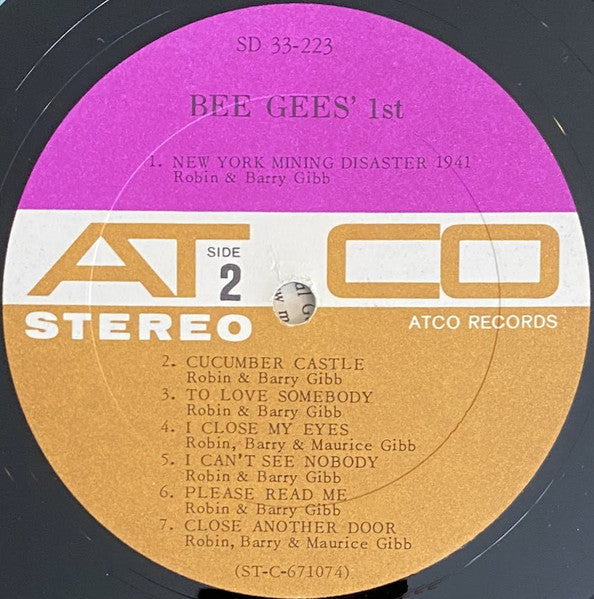 SD 33-223
BEE GEES' 1st
1. NEW YORK MINING DISASTER 1941
Robin & Barry Gibb
ATCO
SIDE
2
STEREO
ATCO RECORDS
2. CUCUMBER CASTLE
Robin & Barry Gibb
3. TO LOVE SOMEBODY
Robin & Barry Gibb
4. I CLOSE MY EYES
Robin, Barry & Maurice Gibb
5. I CAN'T SEE NOBODY
Robin & Barry Gibb
6. PLEASE READ ME
Robin & Barry Gibb
7. CLOSE ANOTHER DOOR
Robin, Barry & Maurice Gibb
(ST-C-671074)